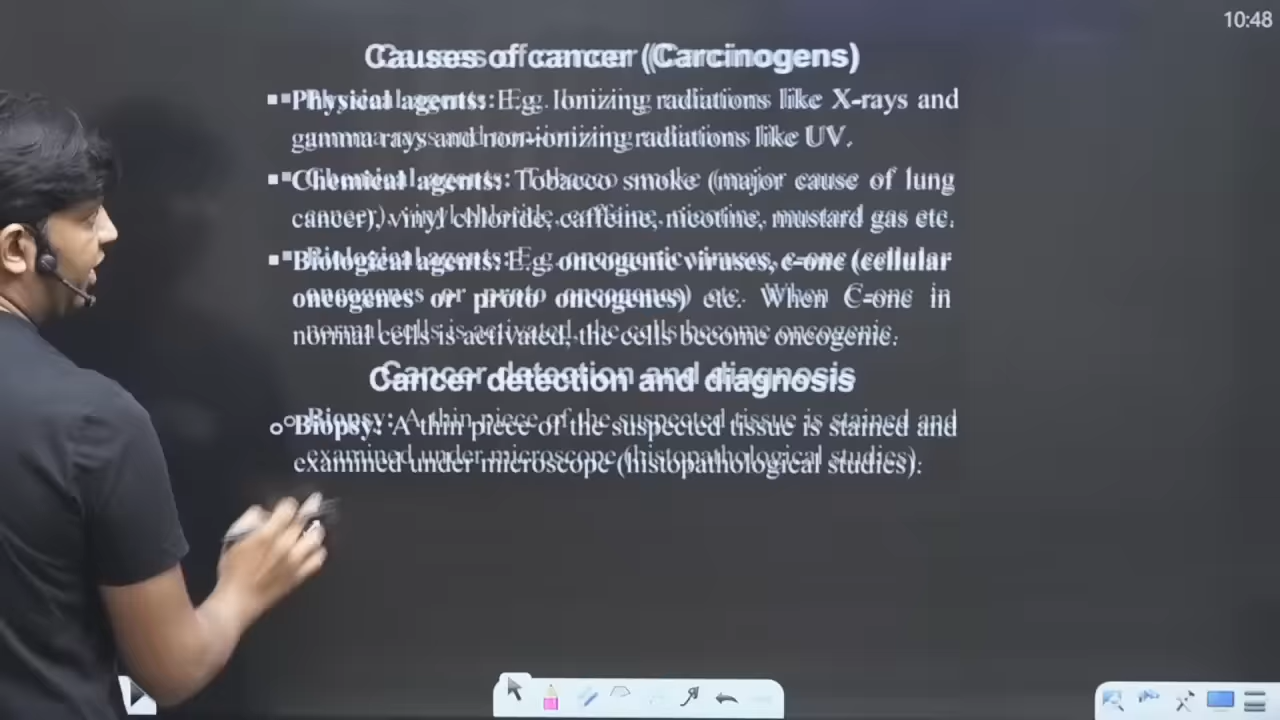 10:48
Causes of cancer (Carcinogens)
▪ Physical agents: E.g. Ionizing radiations like X-rays and
gamma rays and non-ionizing radiations like UV.
▪ Chemical agents: Tobacco smoke (major cause of lung
cancer), vinyl chloride, caffeine, nicotine, mustard gas etc.
▪ Biological agents: E.g. oncogenic viruses, c-onc (cellular
oncogenes or proto oncogenes) etc. When C-onc in
normal cells is activated, the cells become oncogenic.
Cancer detection and diagnosis
o Biopsy: A thin piece of the suspected tissue is stained and
examined under microscope (histopathological studies).